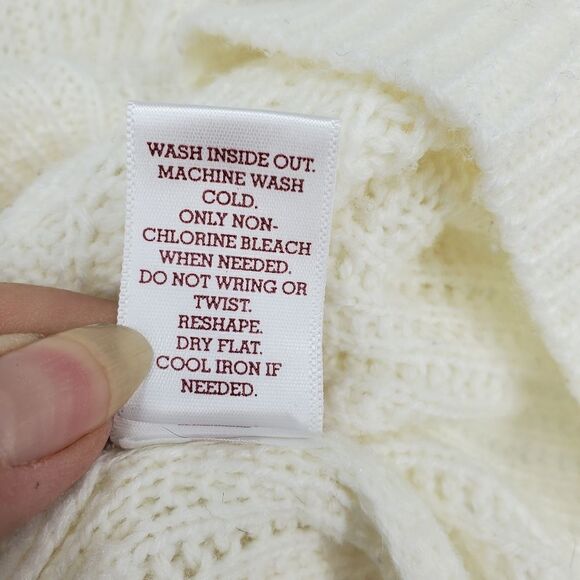 WASH INSIDE OUT.
MACHINE WASH
COLD.
ONLY NON-
CHLORINE BLEACH
WHEN NEEDED.
DO NOT WRING OR
TWIST.
RESHAPE.
DRY FLAT.
COOL IRON IF
NEEDED.